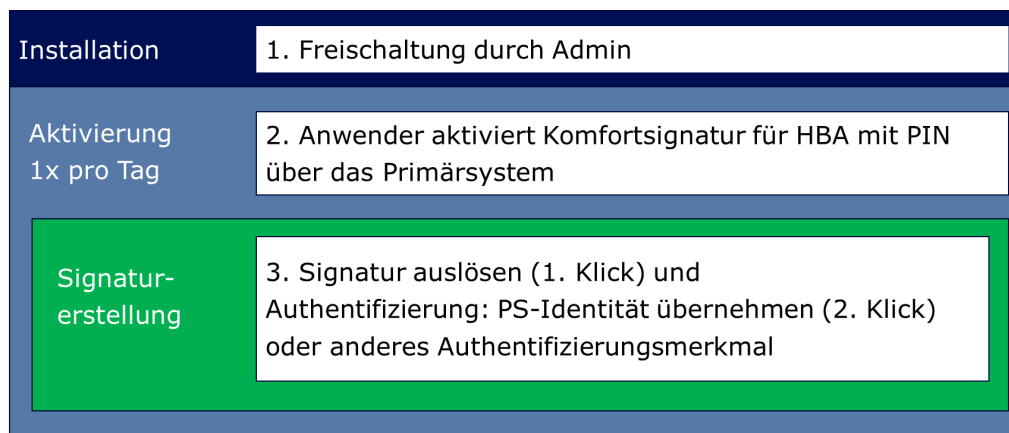 Installation
1. Freischaltung durch Admin
Aktivierung
1x pro Tag
2. Anwender aktiviert Komfortsignatur für HBA mit PIN
über das Primärsystem
Signatur-
erstellung
3. Signatur auslösen (1. Klick) und
Authentifizierung: PS-Identität übernehmen (2. Klick)
oder anderes Authentifizierungsmerkmal